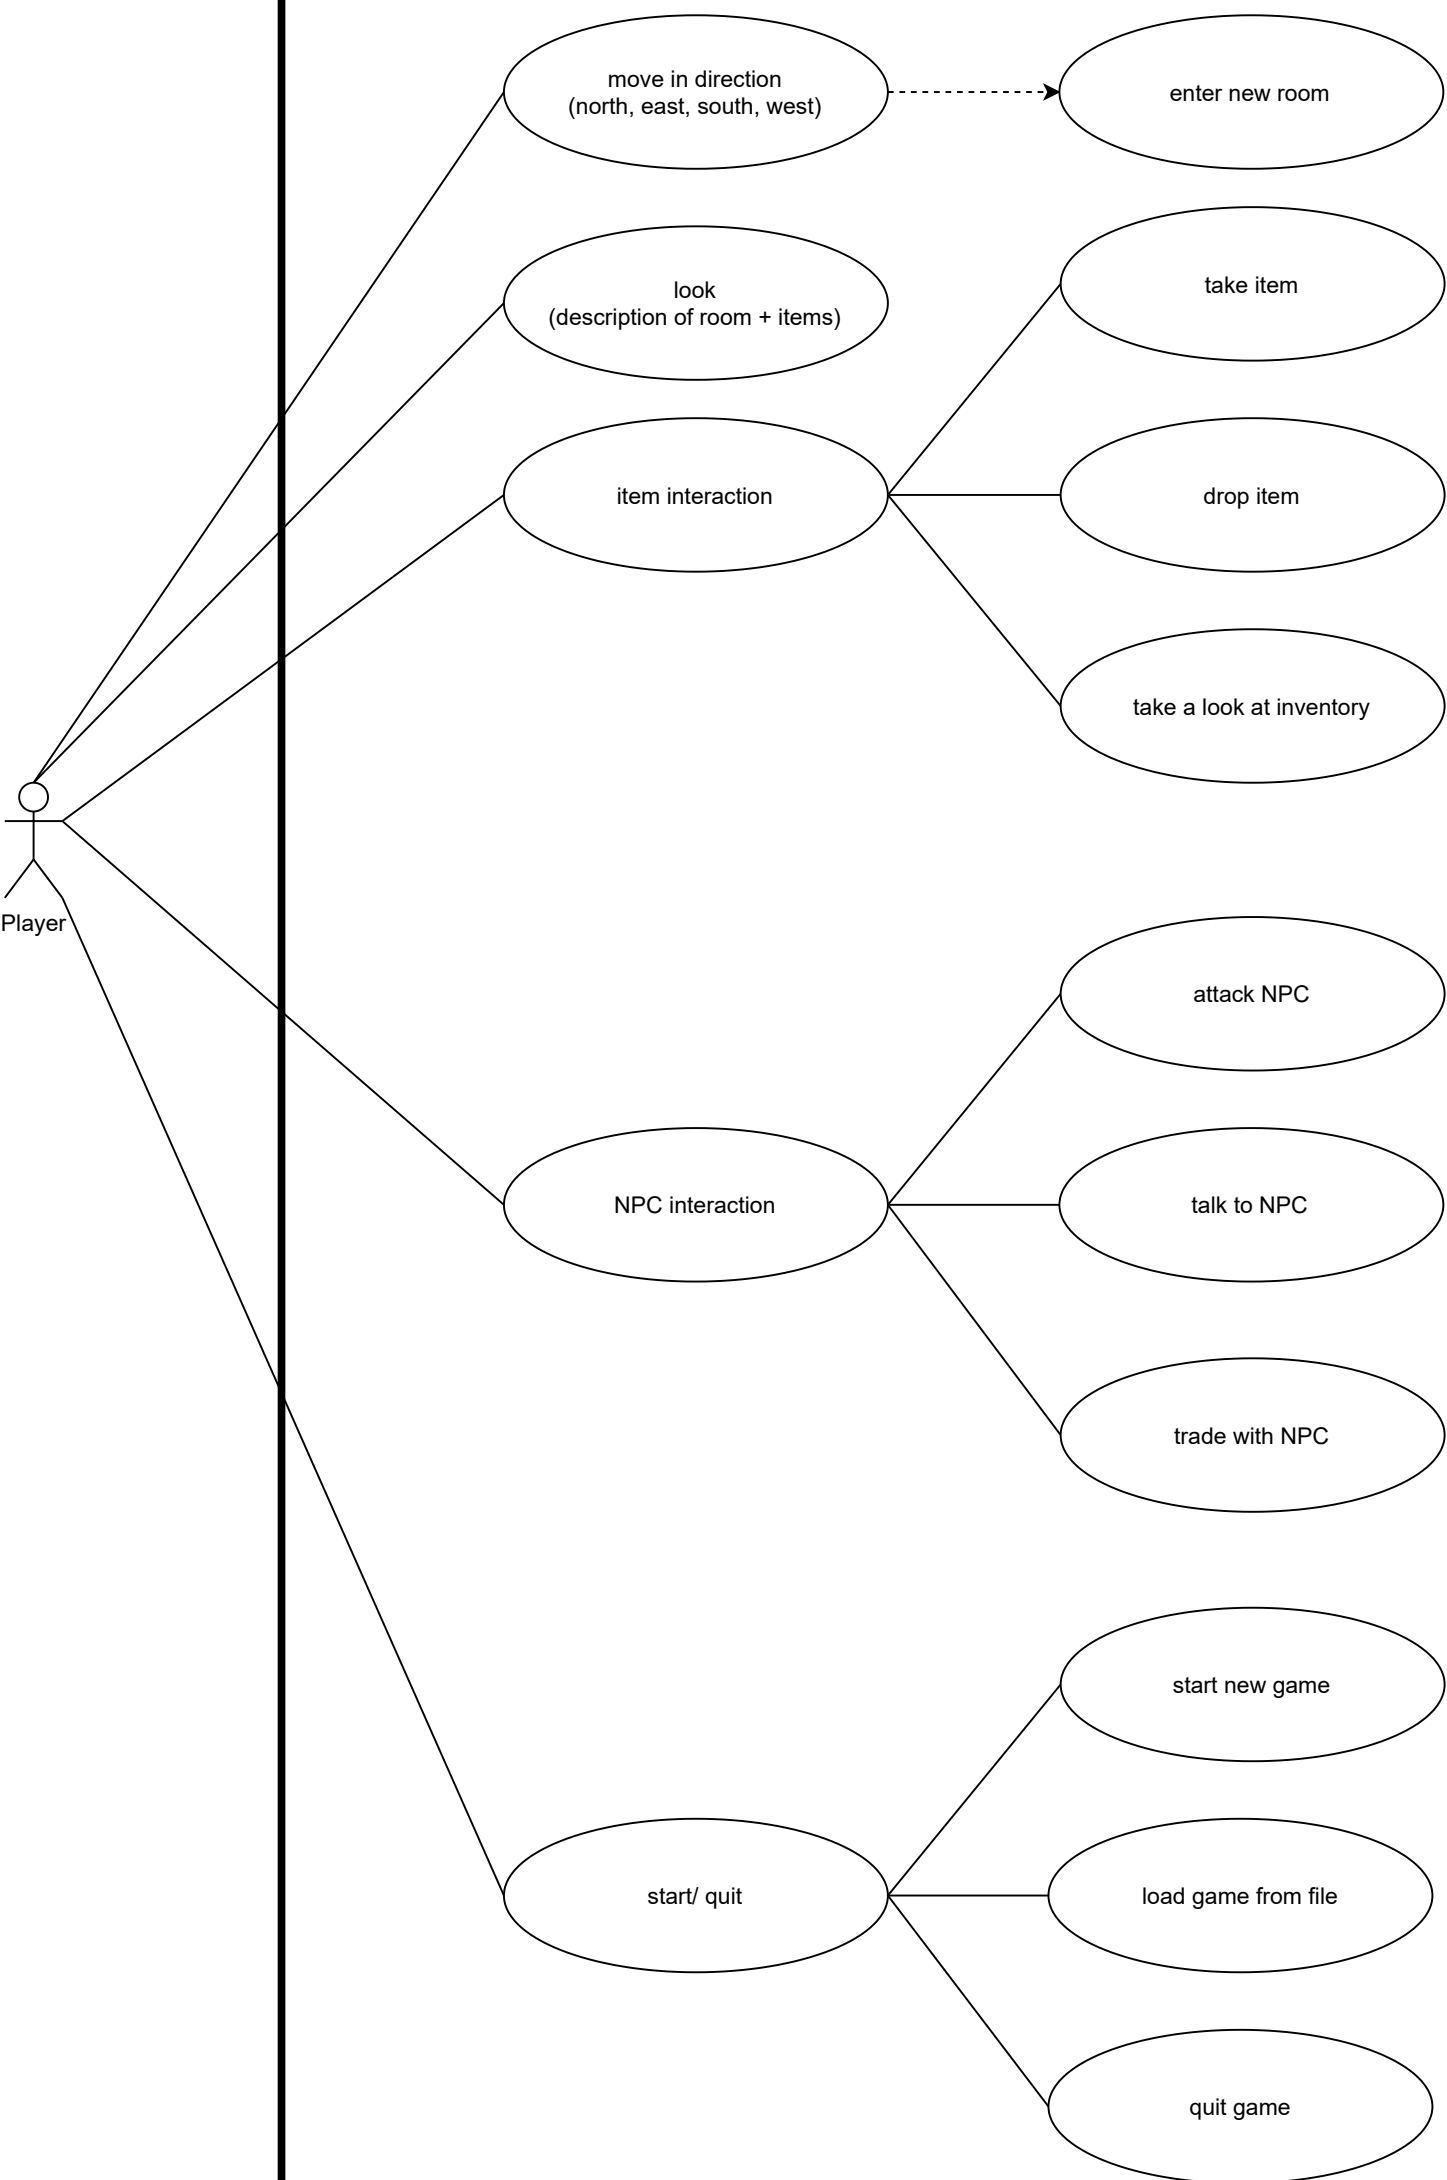 move in direction
(north, east, south, west)
enter new room
look
(description of room + items)
take item
item interaction
drop item
take a look at inventory
Player
attack NPC
NPC interaction
talk to NPC
trade with NPC
start new game
start/ quit
load game from file
quit game